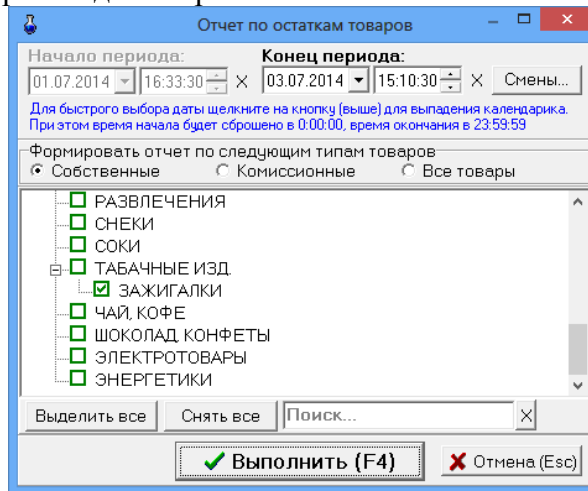 Отчет по остаткам товаров
Начало периода: Конец периода:
01.07.2014 16:33:30 X 03.07.2014 15:10:30 X Смены...
Для быстрого выбора даты щелкните на кнопку (выше) для выпадения календарика.
При этом время начала будет сброшено в 0:00:00, время окончания в 23:59:59
Формировать отчет по следующим типам товаров
Собственные Комиссионные Все товары
РАЗВЛЕЧЕНИЯ
СНЕКИ
СОКИ
ТАБАЧНЫЕ ИЗД.
ЗАЖИГАЛКИ
ЧАЙ, КОФЕ
ШОКОЛАД, КОНФЕТЫ
ЭЛЕКТРОТОВАРЫ
ЭНЕРГЕТИКИ
Выделить все Снять все Поиск... X
Выполнить (F4) Отмена (Esc)